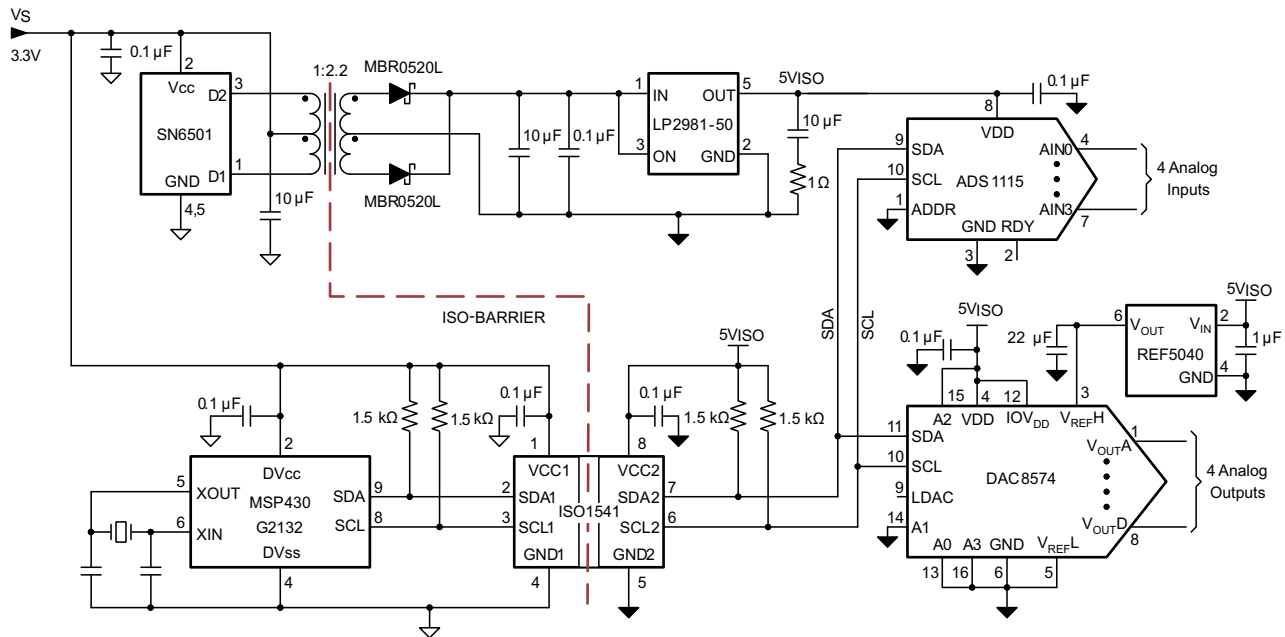 VS
3.3V
0.1 µF
2
Vcc
3
D2
SN6501
1
D1
GND
4,5
10 µF
1:2.2
MBR0520L
MBR0520L
10 µF
0.1 µF
1
IN
OUT
5
LP2981-50
3
ON
GND
2
5VISO
10 µF
1 Ω
0.1 µF
8
VDD
9
SDA
10
SCL
ADS1115
1
ADDR
GND
RDY
3
2
AIN0
4
AIN3
7
4 Analog
Inputs
ISO-BARRIER
SDA
SCL
0.1 µF
2
DVcc
MSP430
G2132
DVss
4
5
XOUT
6
XIN
SDA
9
SCL
8
1.5 kΩ
1.5 kΩ
0.1 µF
1
VCC1
2
SDA1
3
SCL1
GND1
4
ISO1541
8
VCC2
SDA2
7
SCL2
6
GND2
5
0.1 µF
5VISO
1.5 kΩ
1.5 kΩ
5VISO
0.1 µF
15
4
12
3
A2
VDD
IOVDD
VREFH
11
SDA
10
SCL
DAC8574
9
LDAC
14
A1
A0
A3
GND
VREFL
13
16
6
5
VOUTA
1
VOUTD
8
4 Analog
Outputs
22
µF
5VISO
6
VOUT
VIN
2
REF5040
GND
4
1 µF